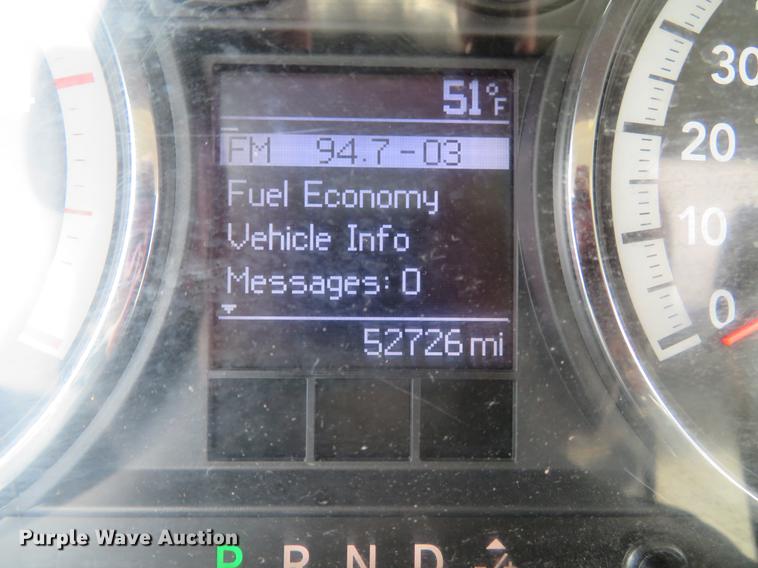 51°F
FM 94.7-03
Fuel Economy
Vehicle Info
Messages: 0
52726 mi
30
20
10
0
P R N D
Purple Wave Auction